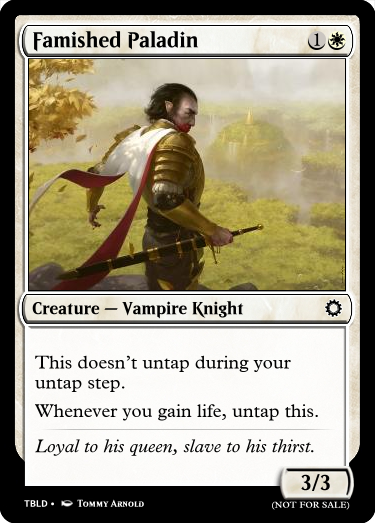 Famished Paladin 1
Creature — Vampire Knight
This doesn't untap during your
untap step.
Whenever you gain life, untap this.
Loyal to his queen, slave to his thirst.
3/3
TBLD • Tommy Arnold (NOT FOR SALE)